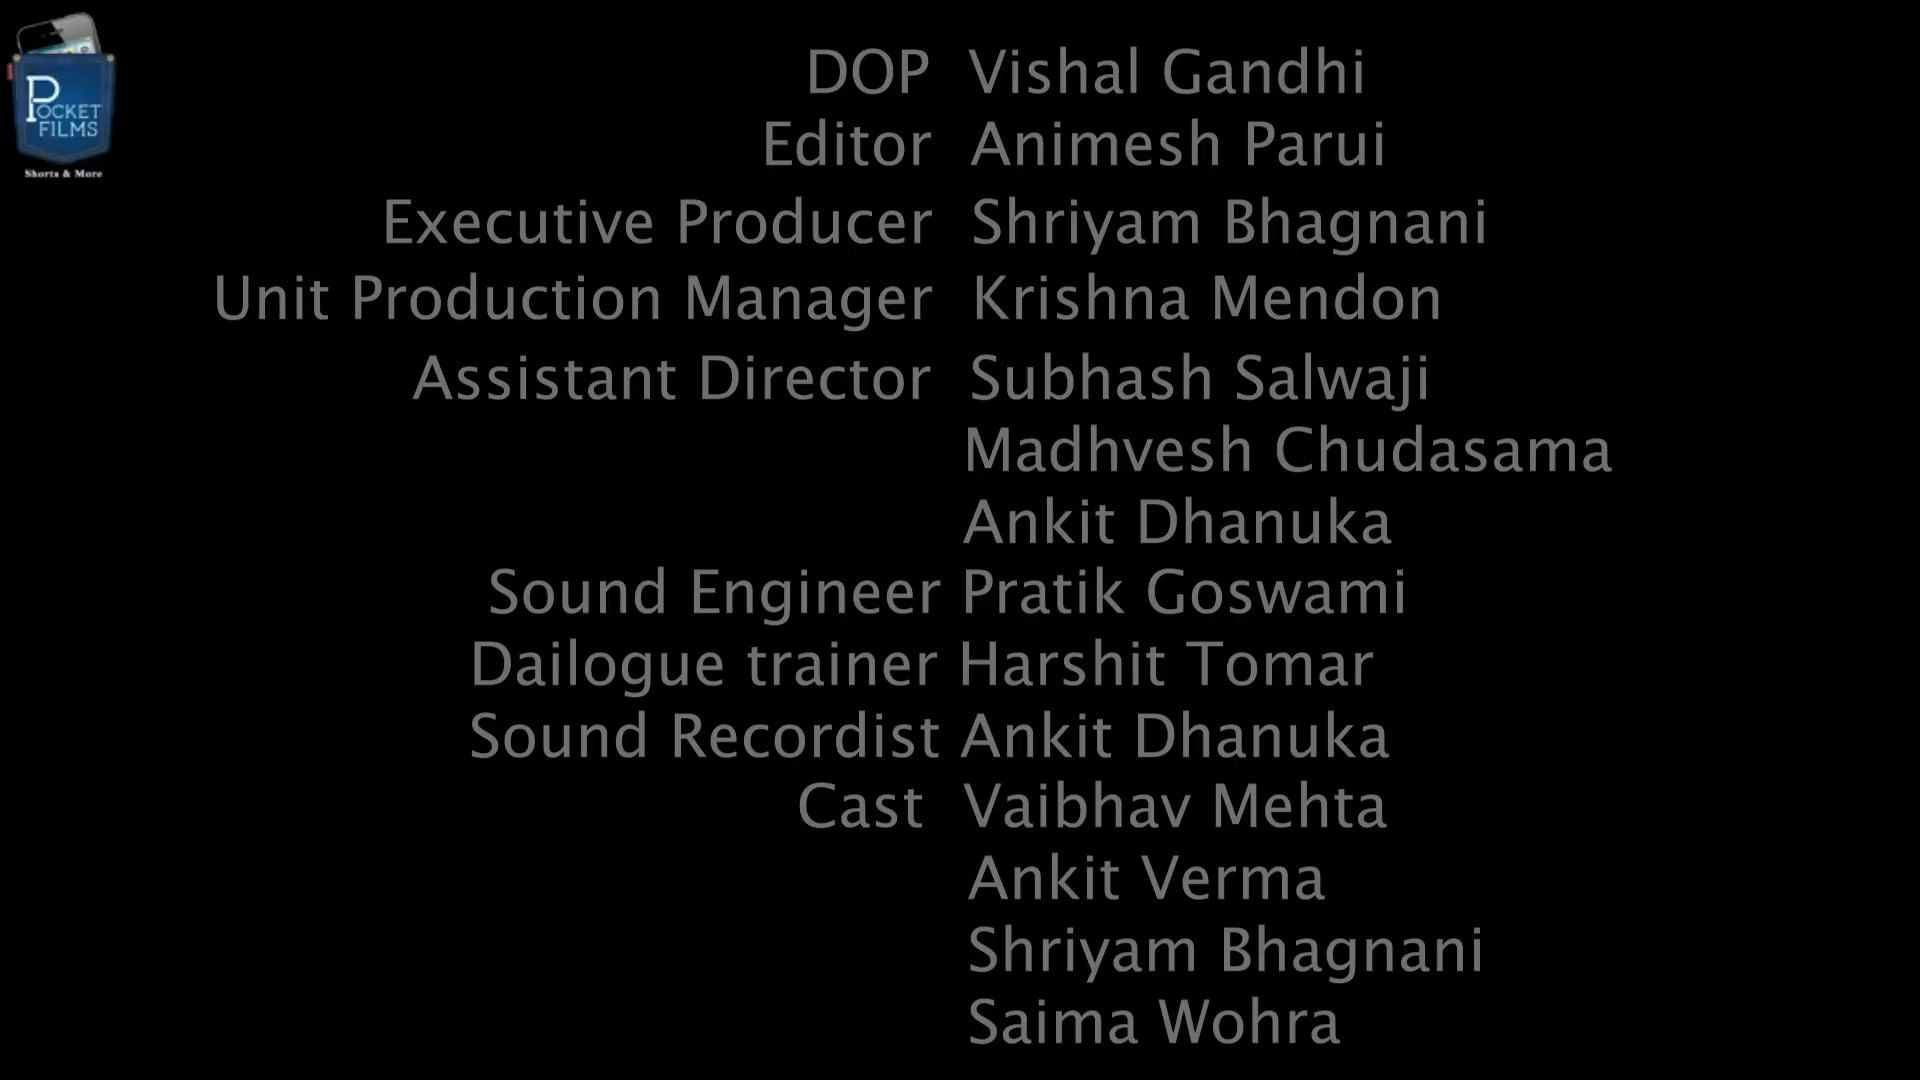 POCKET
FILMS
Shorts & More
DOP Vishal Gandhi
Editor Animesh Parui
Executive Producer Shriyam Bhagnani
Unit Production Manager Krishna Mendon
Assistant Director Subhash Salwaji
Madhvesh Chudasama
Ankit Dhanuka
Sound Engineer Pratik Goswami
Dailogue trainer Harshit Tomar
Sound Recordist Ankit Dhanuka
Cast Vaibhav Mehta
Ankit Verma
Shriyam Bhagnani
Saima Wohra